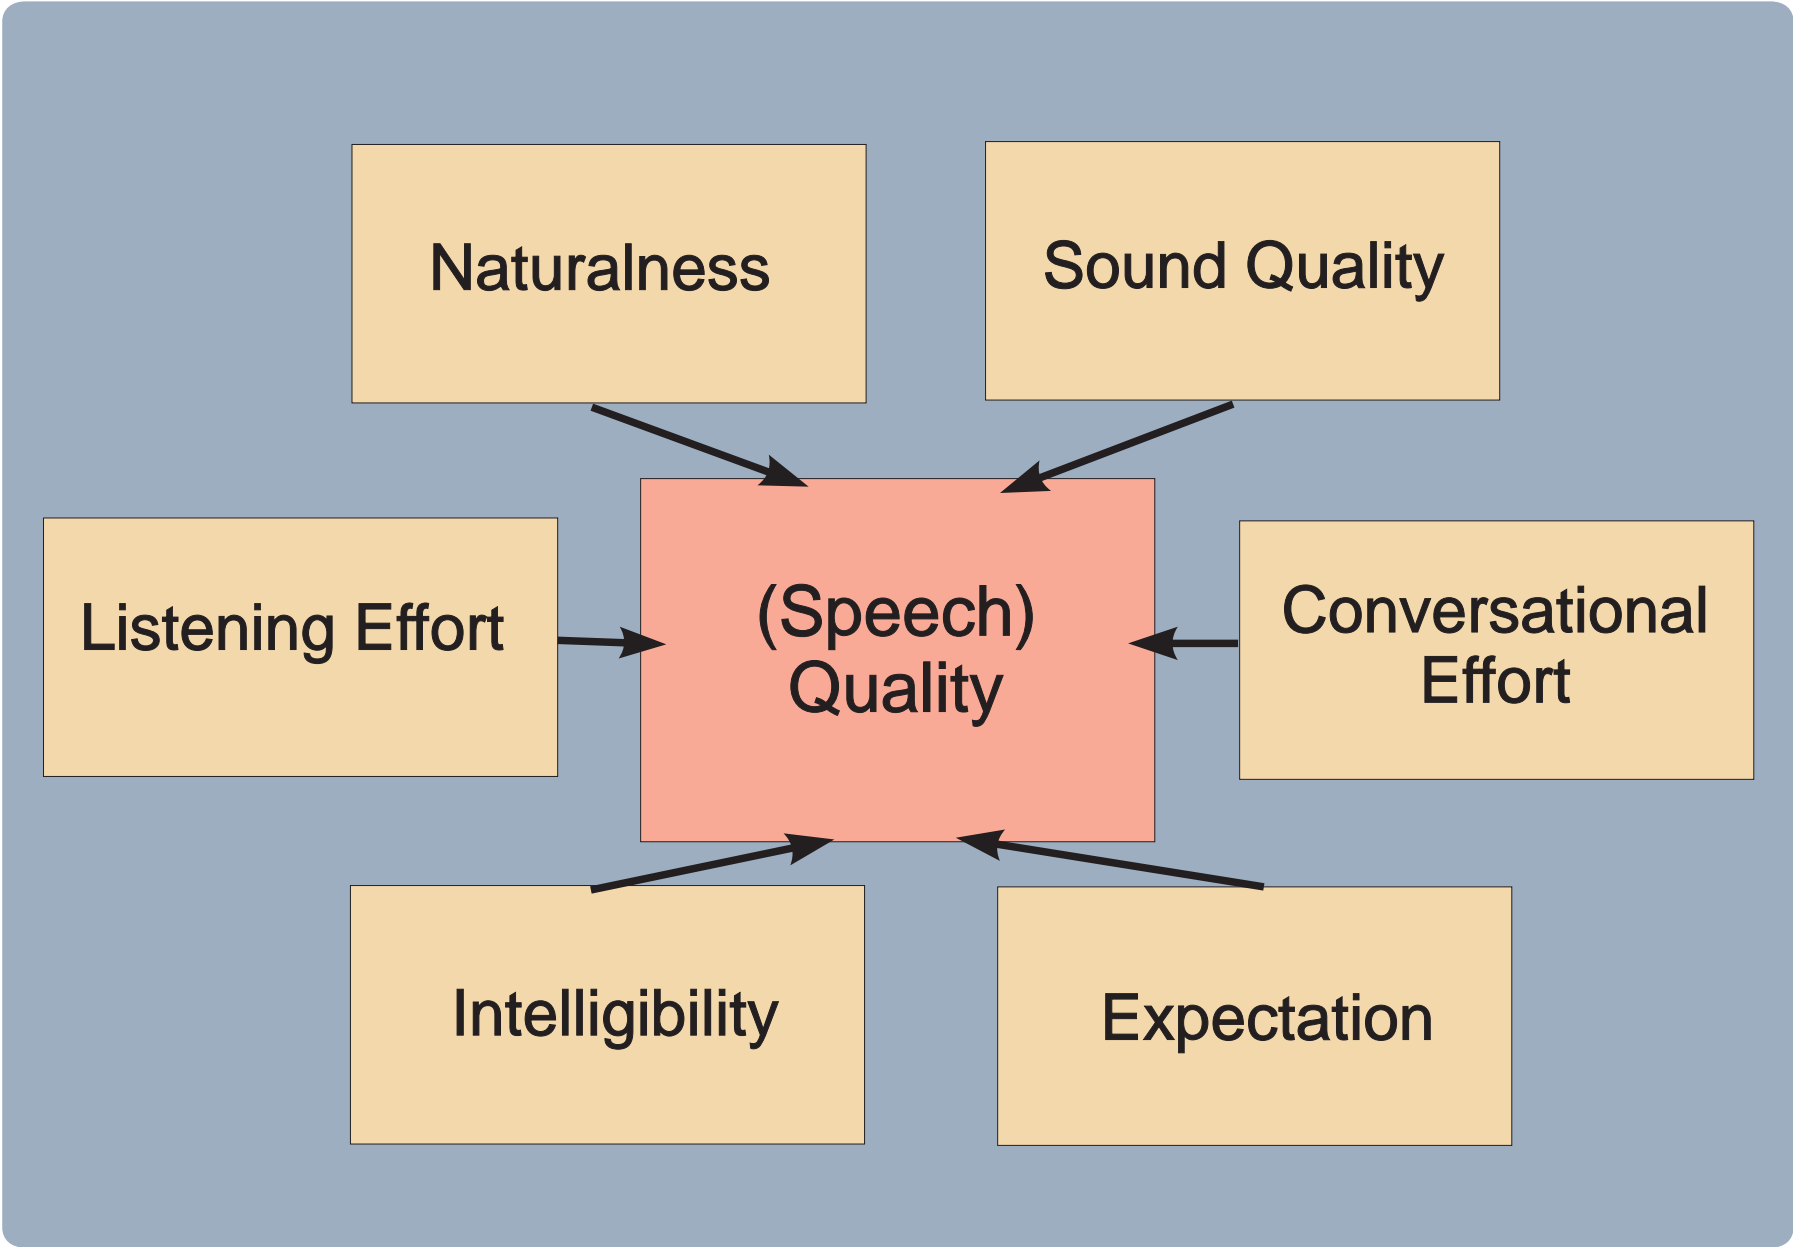 Naturalness
Sound Quality
Listening Effort
(Speech)
Quality
Conversational
Effort
Intelligibility
Expectation